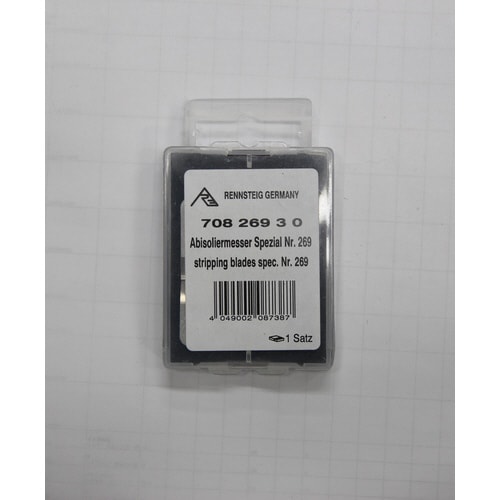 RENNSTEIG GERMANY
708 269 3 0
Abisoliermesser Spezial Nr. 269
stripping blades spec. Nr. 269
4 049002 087387
1 Satz